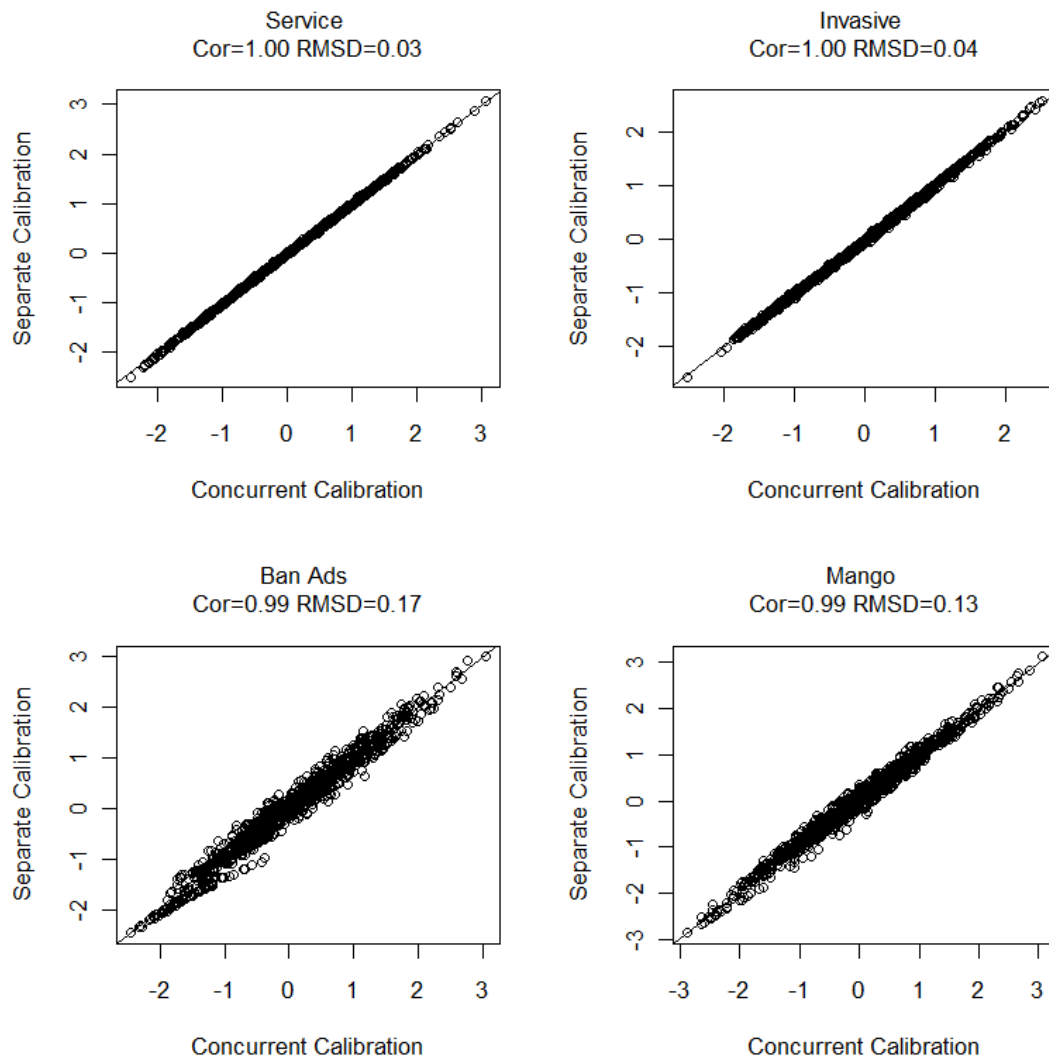 Service
Cor=1.00 RMSD=0.03
3
2
1
0
-1
-2
Separate Calibration
-2 -1 0 1 2 3
Concurrent Calibration
Invasive
Cor=1.00 RMSD=0.04
2
1
0
-1
-2
Separate Calibration
-2 -1 0 1 2
Concurrent Calibration
Ban Ads
Cor=0.99 RMSD=0.17
3
2
1
0
-1
-2
Separate Calibration
-2 -1 0 1 2 3
Concurrent Calibration
Mango
Cor=0.99 RMSD=0.13
3
2
1
0
-1
-2
-3
Separate Calibration
-3 -2 -1 0 1 2 3
Concurrent Calibration